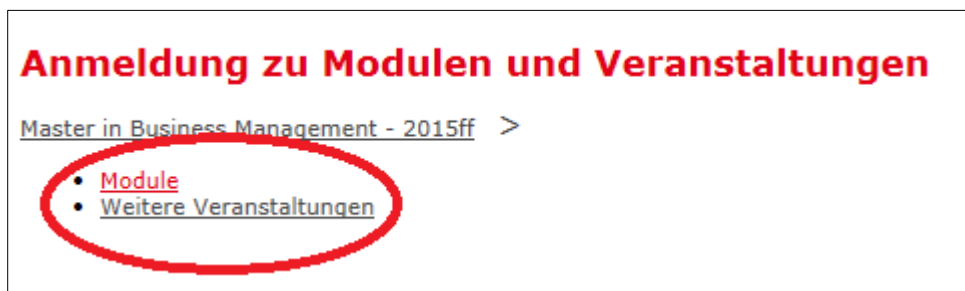 Anmeldung zu Modulen und Veranstaltungen
Master in Business Management - 2015ff >
• Module
• Weitere Veranstaltungen